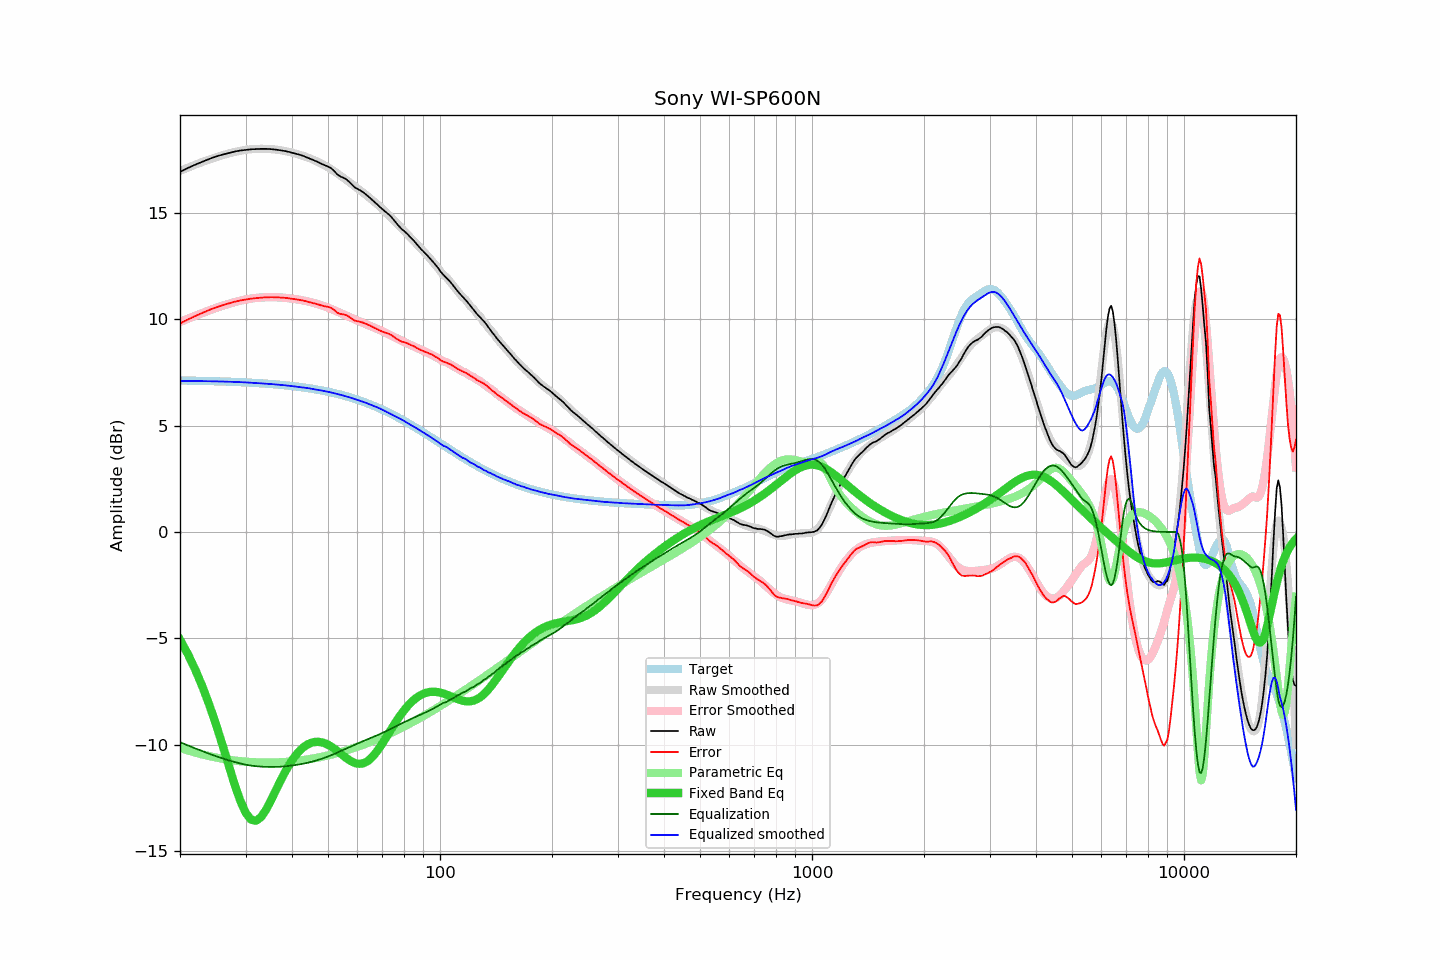 Sony WI-SP600N
Amplitude (dBr)
15
10
5
0
−5
−10
−15
Target
Raw Smoothed
Error Smoothed
Raw
Error
Parametric Eq
Fixed Band Eq
Equalization
Equalized smoothed
100
1000
10000
Frequency (Hz)